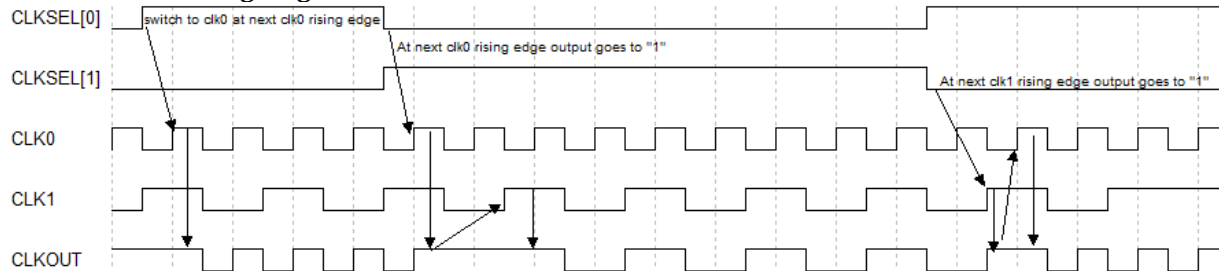 CLKSEL[0]
switch to clk0 at next clk0 rising edge
At next clk0 rising edge output goes to "1"
CLKSEL[1]
At next clk1 rising edge output goes to "1"
CLK0
CLK1
CLKOUT